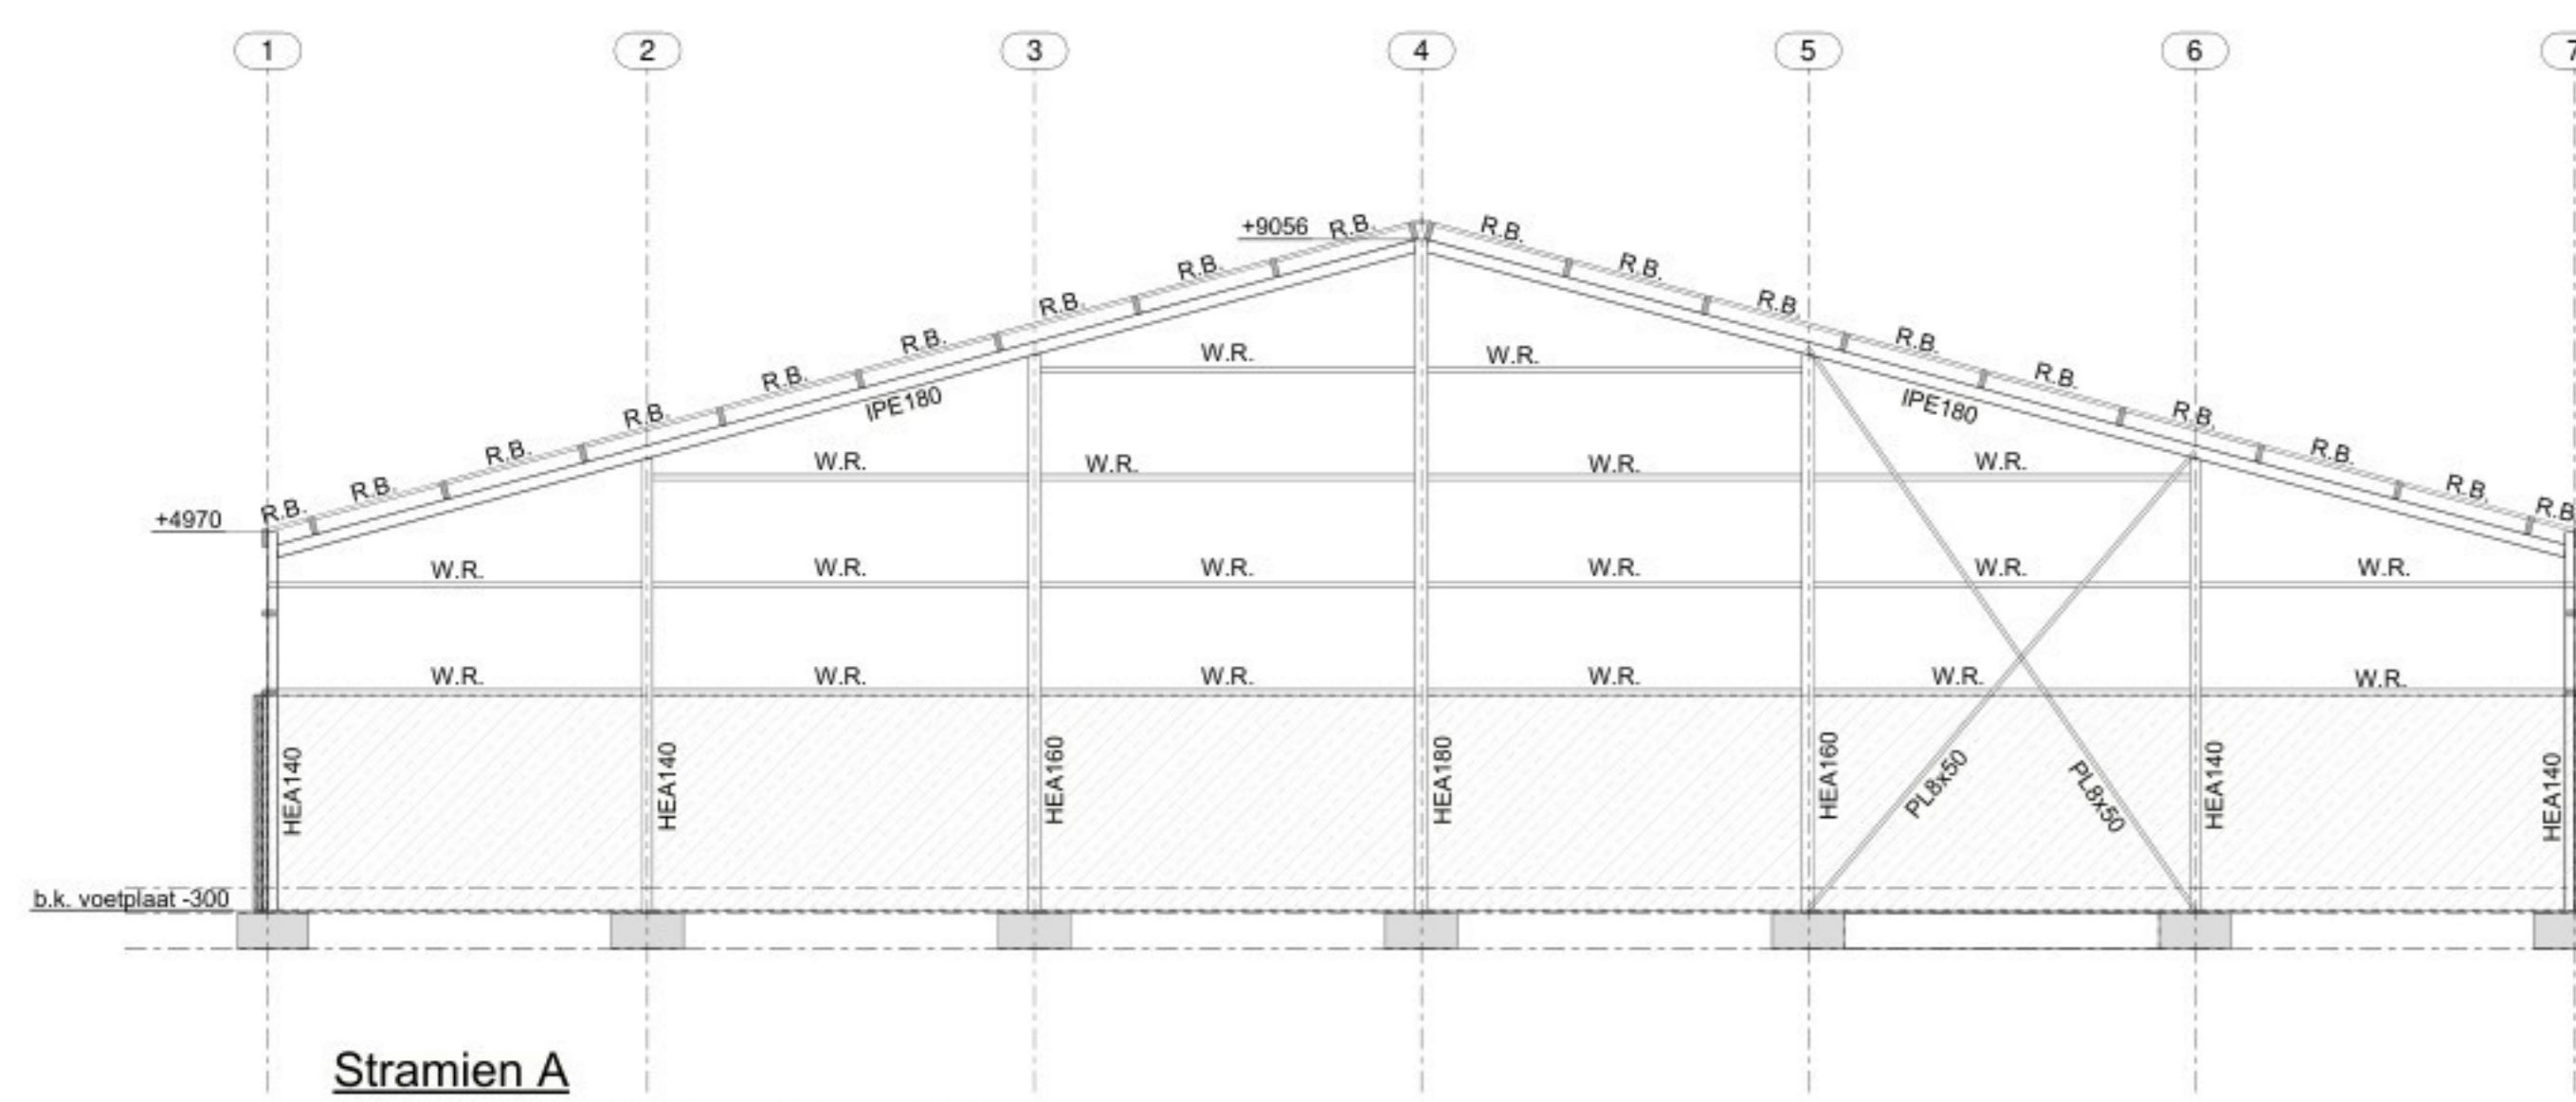 1 2 3 4 5 6 7
+9056 R.B. R.B.
R.B. R.B.
R.B. R.B.
R.B. R.B.
W.R. W.R.
R.B. R.B.
IPE180 IPE180
R.B. R.B.
R.B. R.B.
W.R. W.R. W.R. W.R.
R.B. R.B.
+4970 R.B. R.B
W.R. W.R. W.R. W.R. W.R. W.R.
W.R. W.R. W.R. W.R. W.R. W.R.
HEA140 HEA140 HEA160 HEA180 HEA160 PL8x50 PL8x50 HEA140 HEA140
b.k. voetplaat -300
Stramien A